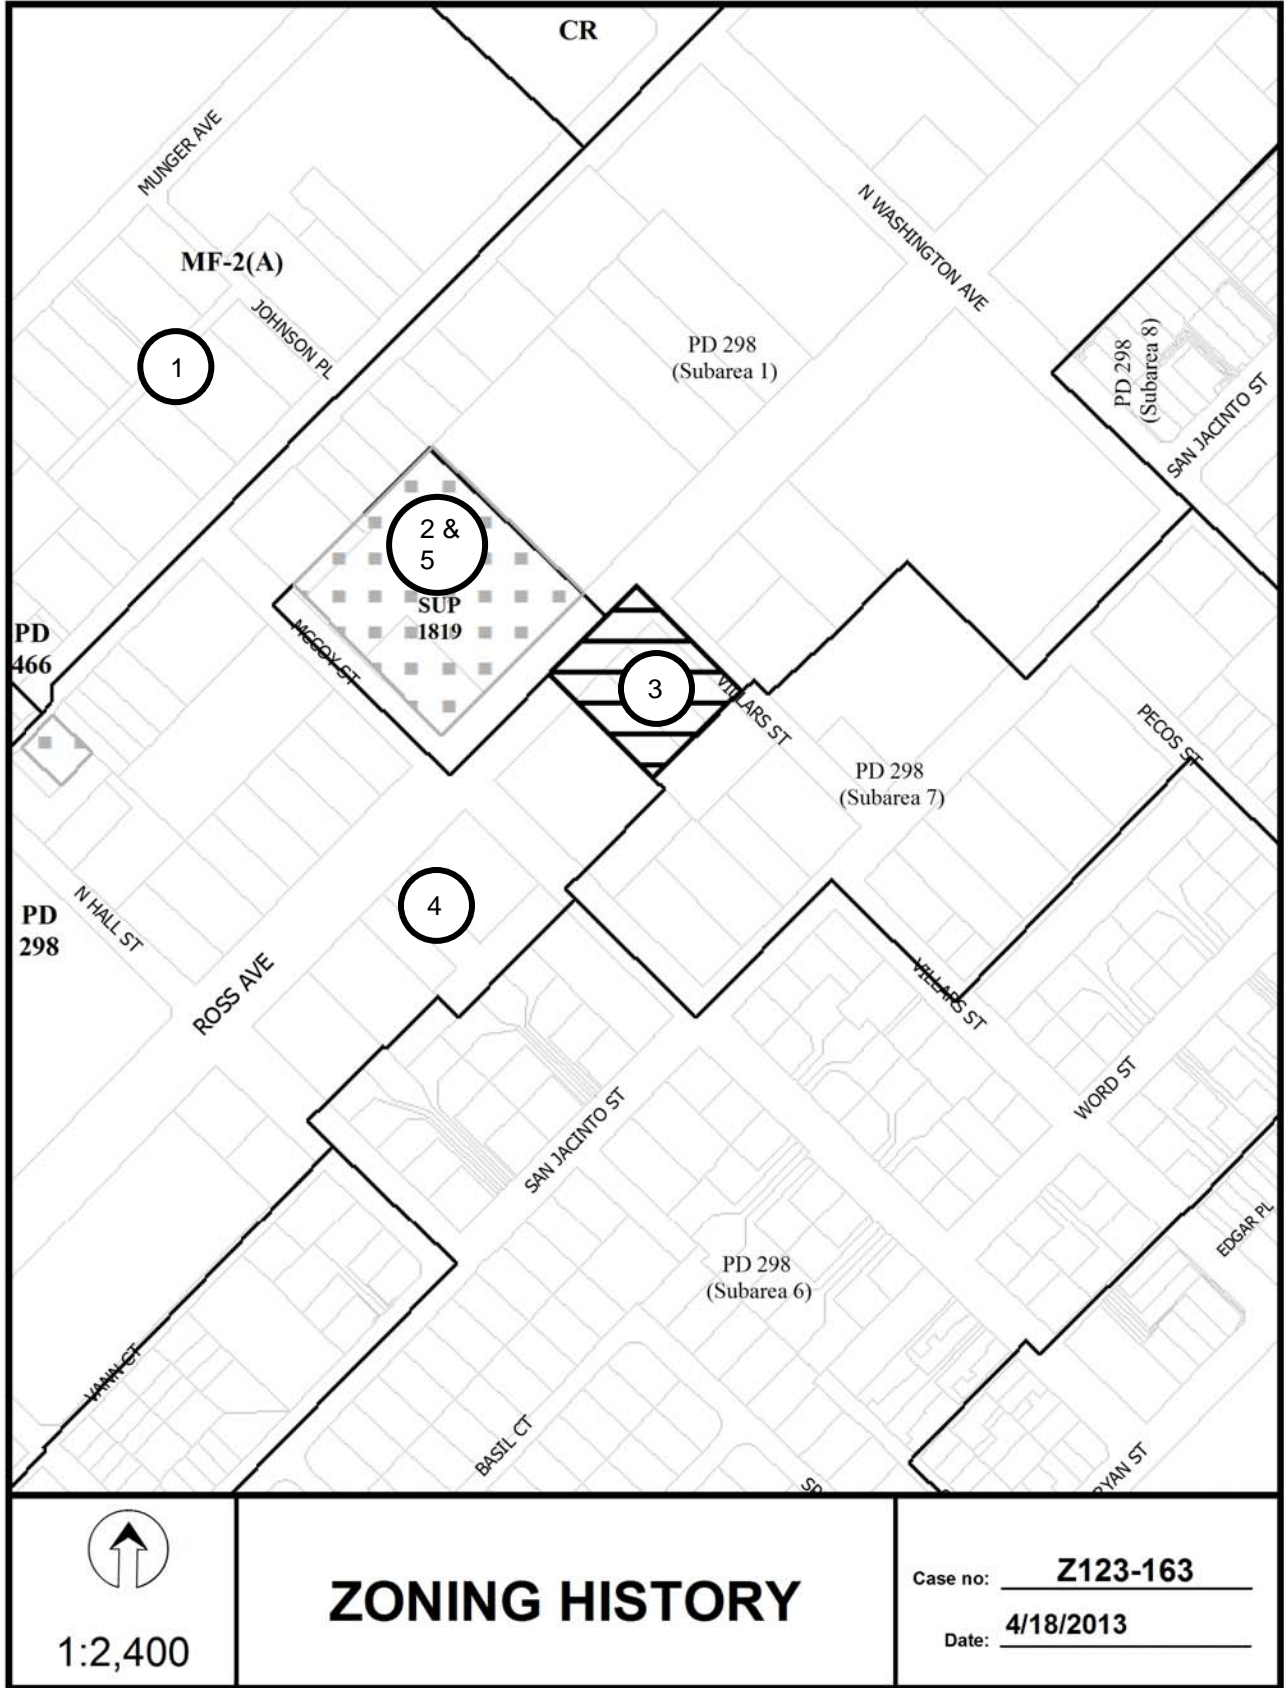 CR
MUNGER AVE
MF-2(A)
N WASHINGTON AVE
JOHNSON PL
1
PD 298
(Subarea 1)
PD 298
(Subarea 8)
SAN JACINTO ST
2 &
5
SUP
1819
MCCOY ST
PD
466
3
VILLARS ST
PECOS ST
PD 298
(Subarea 7)
4
N HALL ST
PD
298
ROSS AVE
VILLARS ST
WORD ST
SAN JACINTO ST
EDGAR PL
PD 298
(Subarea 6)
VANN CT
BASIL CT
RYAN ST
1:2,400
ZONING HISTORY
Case no: Z123-163
Date: 4/18/2013